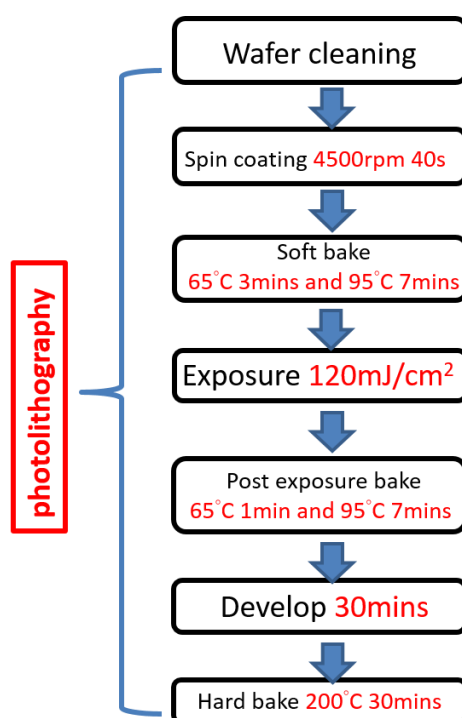 Wafer cleaning
Spin coating 4500rpm 40s
Soft bake
65°C 3mins and 95°C 7mins
photolithography
Exposure 120mJ/cm²
Post exposure bake
65°C 1min and 95°C 7mins
Develop 30mins
Hard bake 200°C 30mins